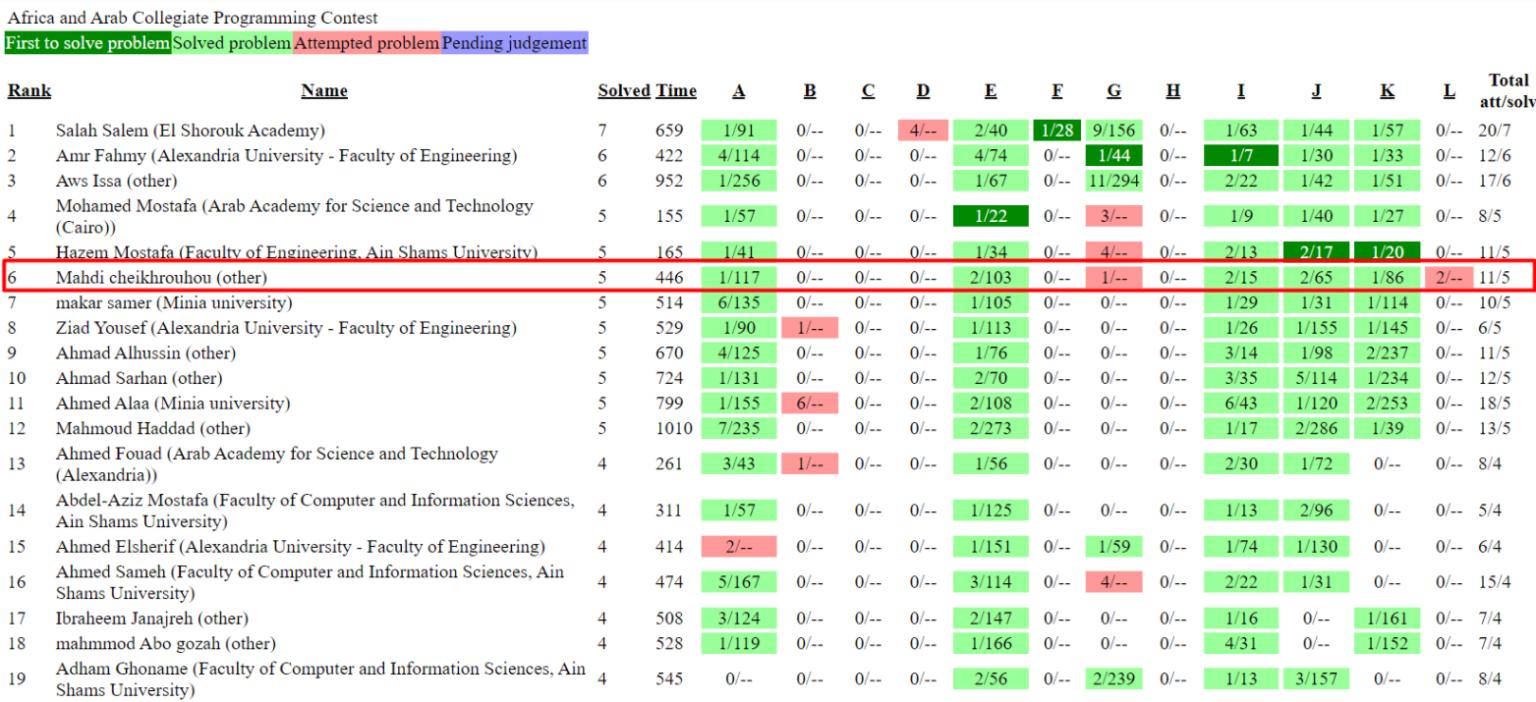 Africa and Arab Collegiate Programming Contest
First to solve problem Solved problem Attempted problem Pending judgement
Rank Name Solved Time A B C D E F G H I J K L Total att/solv
1 Salah Salem (El Shorouk Academy) 7 659 1/91 0/-- 0/-- 4/-- 2/40 1/28 9/156 0/-- 1/63 1/44 1/57 0/-- 20/7
2 Amr Fahmy (Alexandria University - Faculty of Engineering) 6 422 4/114 0/-- 0/-- 0/-- 4/74 0/-- 1/44 0/-- 1/7 1/30 1/33 0/-- 12/6
3 Aws Issa (other) 6 952 1/256 0/-- 0/-- 0/-- 1/67 0/-- 11/294 0/-- 2/22 1/42 1/51 0/-- 17/6
4 Mohamed Mostafa (Arab Academy for Science and Technology (Cairo)) 5 155 1/57 0/-- 0/-- 0/-- 1/22 0/-- 3/-- 0/-- 1/9 1/40 1/27 0/-- 8/5
5 Hazem Mostafa (Faculty of Engineering, Ain Shams University) 5 165 1/41 0/-- 0/-- 0/-- 1/34 0/-- 4/-- 0/-- 2/13 2/17 1/20 0/-- 11/5
6 Mahdi cheikhrouhou (other) 5 446 1/117 0/-- 0/-- 0/-- 2/103 0/-- 1/-- 0/-- 2/15 2/65 1/86 2/-- 11/5
7 makar samer (Minia university) 5 514 6/135 0/-- 0/-- 0/-- 1/105 0/-- 0/-- 0/-- 1/29 1/31 1/114 0/-- 10/5
8 Ziad Yousef (Alexandria University - Faculty of Engineering) 5 529 1/90 1/-- 0/-- 0/-- 1/113 0/-- 0/-- 0/-- 1/26 1/155 1/145 0/-- 6/5
9 Ahmad Alhussin (other) 5 670 4/125 0/-- 0/-- 0/-- 1/76 0/-- 0/-- 0/-- 3/14 1/98 2/237 0/-- 11/5
10 Ahmad Sarhan (other) 5 724 1/131 0/-- 0/-- 0/-- 2/70 0/-- 0/-- 0/-- 3/35 5/114 1/234 0/-- 12/5
11 Ahmed Alaa (Minia university) 5 799 1/155 6/-- 0/-- 0/-- 2/108 0/-- 0/-- 0/-- 6/43 1/120 2/253 0/-- 18/5
12 Mahmoud Haddad (other) 5 1010 7/235 0/-- 0/-- 0/-- 2/273 0/-- 0/-- 0/-- 1/17 2/286 1/39 0/-- 13/5
13 Ahmed Fouad (Arab Academy for Science and Technology (Alexandria)) 4 261 3/43 1/-- 0/-- 0/-- 1/56 0/-- 0/-- 0/-- 2/30 1/72 0/-- 0/-- 8/4
14 Abdel-Aziz Mostafa (Faculty of Computer and Information Sciences, Ain Shams University) 4 311 1/57 0/-- 0/-- 0/-- 1/125 0/-- 0/-- 0/-- 1/13 2/96 0/-- 0/-- 5/4
15 Ahmed Elsherif (Alexandria University - Faculty of Engineering) 4 414 2/-- 0/-- 0/-- 0/-- 1/151 0/-- 1/59 0/-- 1/74 1/130 0/-- 0/-- 6/4
16 Ahmed Sameh (Faculty of Computer and Information Sciences, Ain Shams University) 4 474 5/167 0/-- 0/-- 0/-- 3/114 0/-- 4/-- 0/-- 2/22 1/31 0/-- 0/-- 15/4
17 Ibraheem Janajreh (other) 4 508 3/124 0/-- 0/-- 0/-- 2/147 0/-- 0/-- 0/-- 1/16 0/-- 1/161 0/-- 7/4
18 mahmmod Abo gozah (other) 4 528 1/119 0/-- 0/-- 0/-- 1/166 0/-- 0/-- 0/-- 4/31 0/-- 1/152 0/-- 7/4
19 Adham Ghoname (Faculty of Computer and Information Sciences, Ain Shams University) 4 545 0/-- 0/-- 0/-- 0/-- 2/56 0/-- 2/239 0/-- 1/13 3/157 0/-- 0/-- 8/4